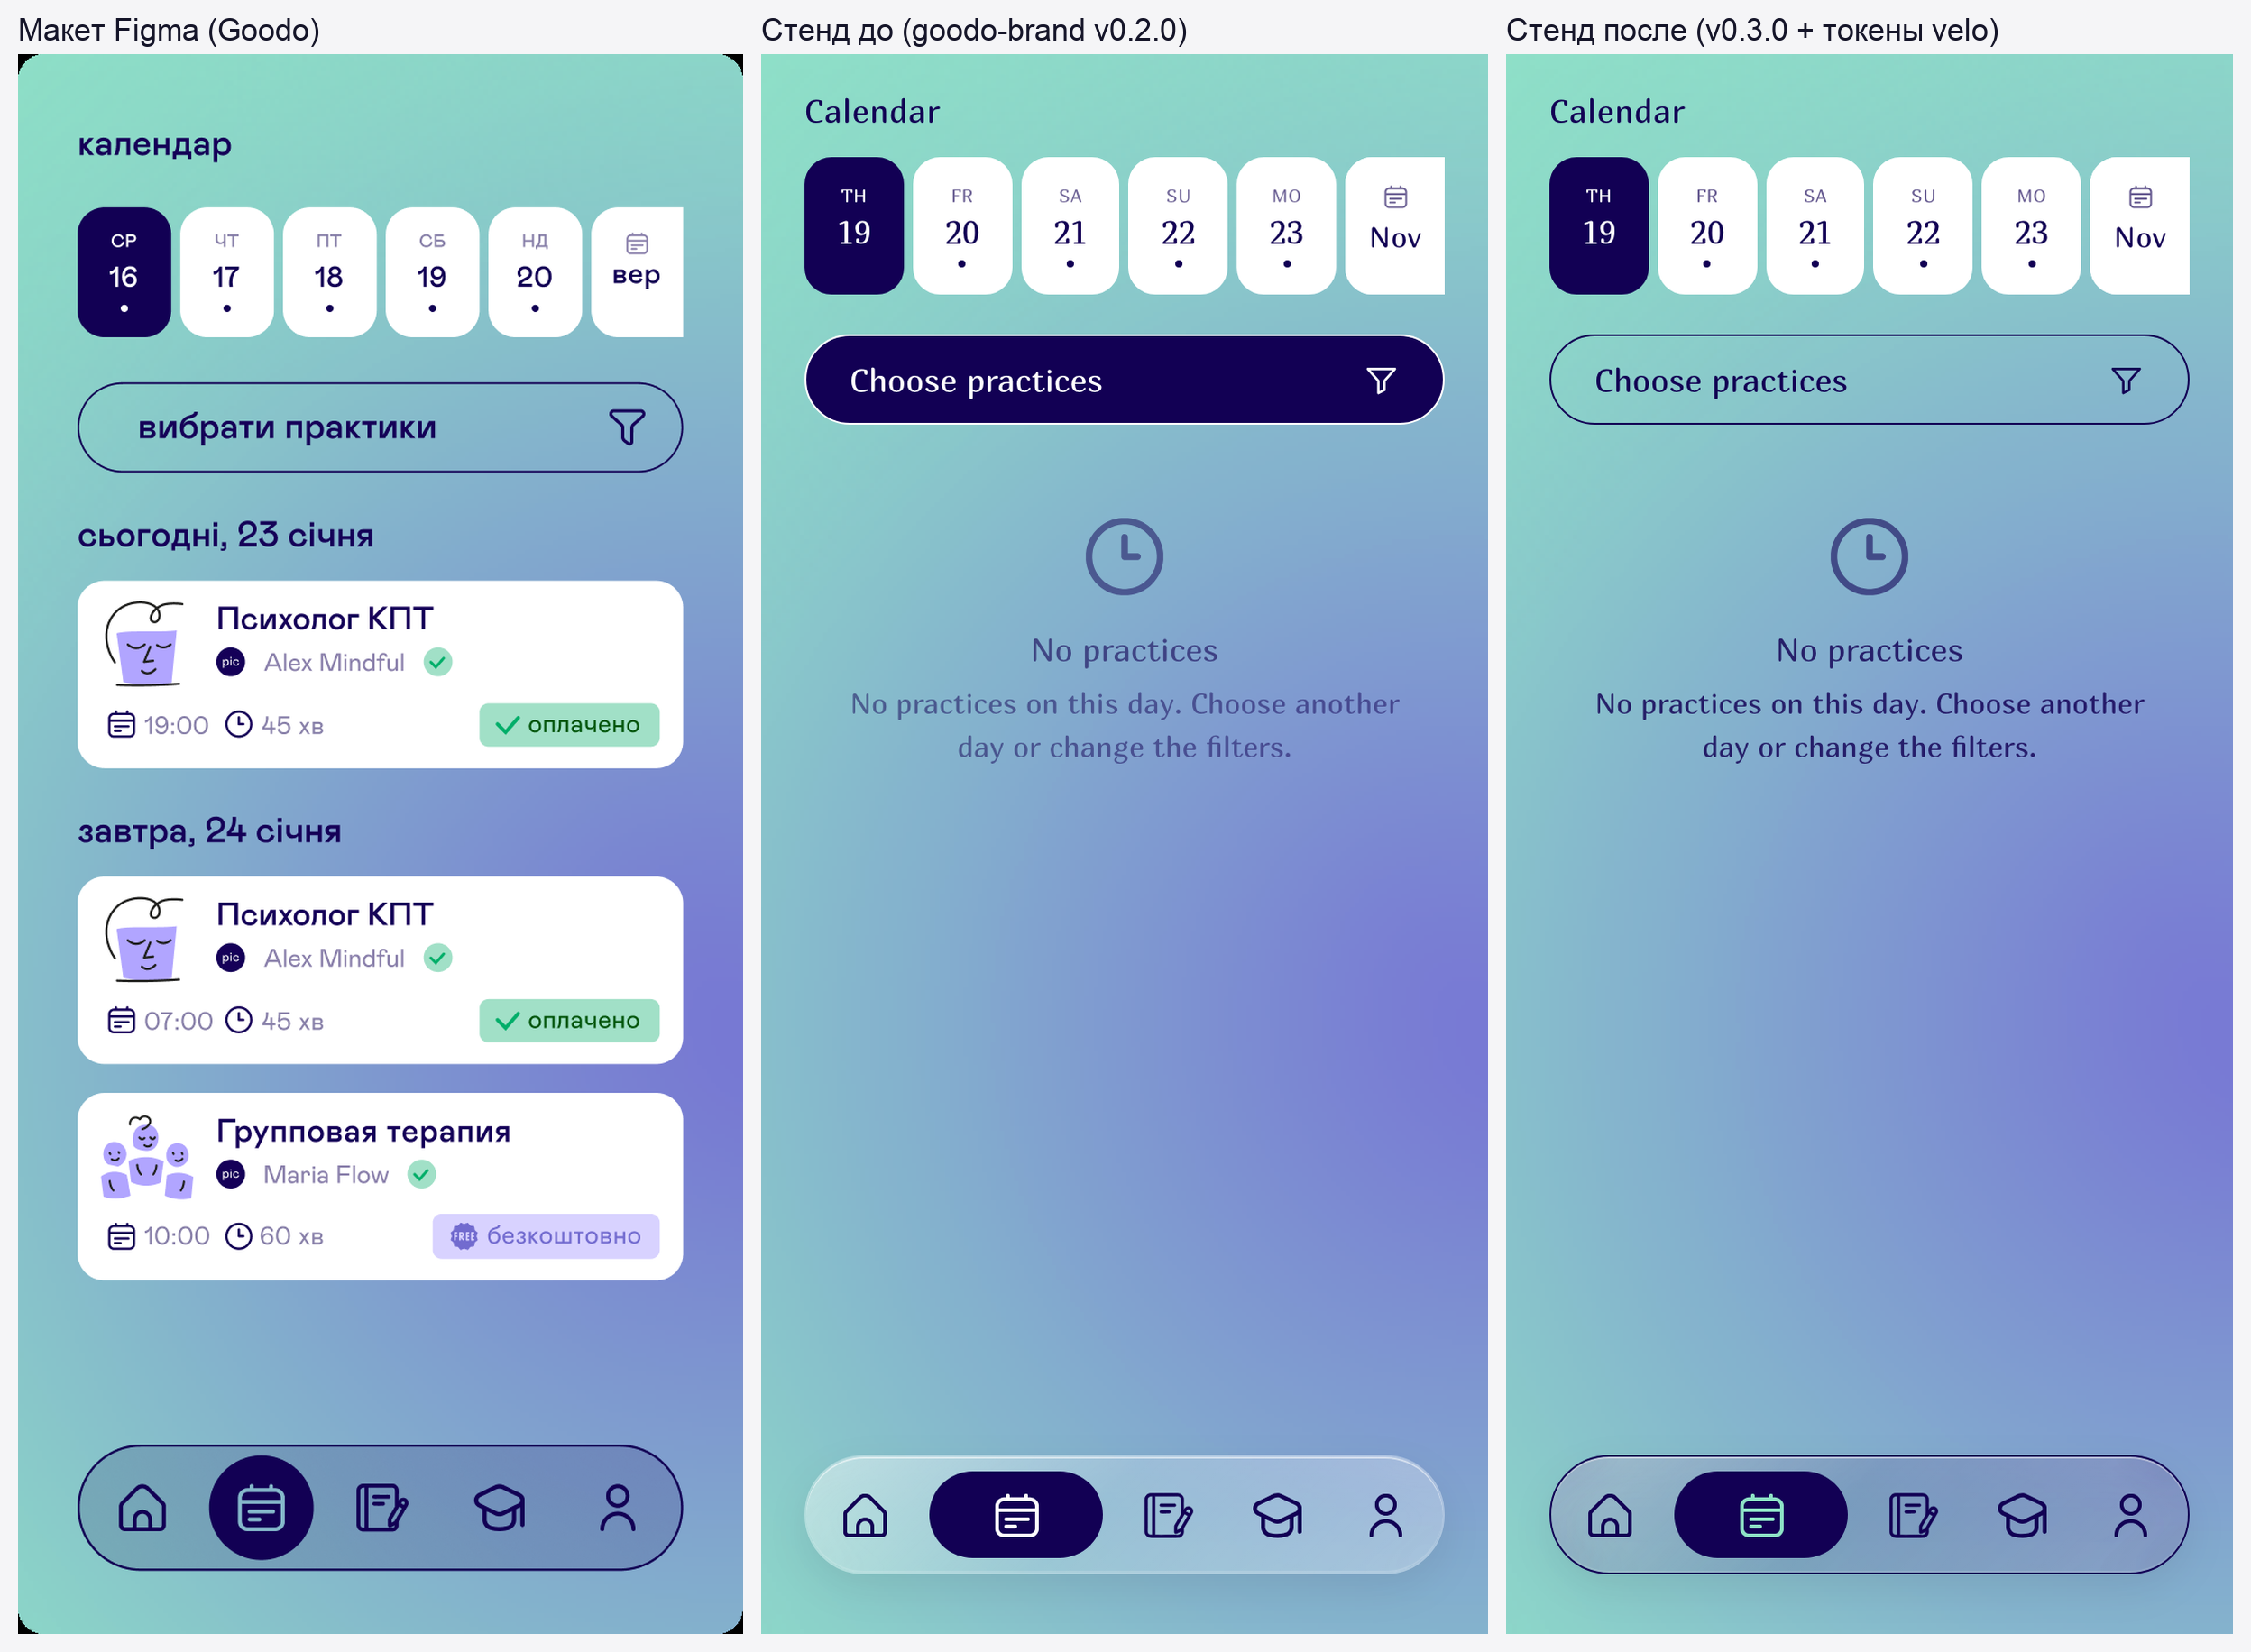 Макет Figma (Goodo)
календар
СР
16
ЧТ
17
ПТ
18
СБ
19
НД
20
вер
вибрати практики
сьогодні, 23 січня
Психолог КПТ
pic Alex Mindful
19:00 45 хв оплачено
завтра, 24 січня
Психолог КПТ
pic Alex Mindful
07:00 45 хв оплачено
Групповая терапия
pic Maria Flow
10:00 60 хв FREE безкоштовно
Стенд до (goodo-brand v0.2.0)
Calendar
TH
19
FR
20
SA
21
SU
22
MO
23
Nov
Choose practices
No practices
No practices on this day. Choose another
day or change the filters.
Стенд после (v0.3.0 + токены velo)
Calendar
TH
19
FR
20
SA
21
SU
22
MO
23
Nov
Choose practices
No practices
No practices on this day. Choose another
day or change the filters.